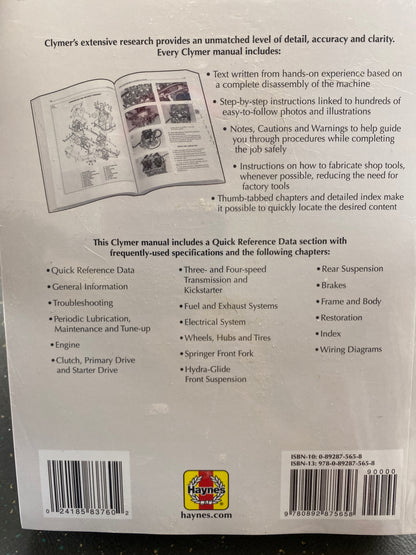 Clymer's extensive research provides an unmatched level of detail, accuracy and clarity.
Every Clymer manual includes:
• Text written from hands-on experience based on
a complete disassembly of the machine
• Step-by-step instructions linked to hundreds of
easy-to-follow photos and illustrations
• Notes, Cautions and Warnings to help guide
you through procedures while completing
the job safely
• Instructions on how to fabricate shop tools,
whenever possible, reducing the need for
factory tools
• Thumb-tabbed chapters and detailed index make
it possible to quickly locate the desired content
This Clymer manual includes a Quick Reference Data section with
frequently-used specifications and the following chapters:
• Quick Reference Data
• General Information
• Troubleshooting
• Periodic Lubrication,
Maintenance and Tune-up
• Engine
• Clutch, Primary Drive
and Starter Drive
• Three- and Four-speed
Transmission and
Kickstarter
• Fuel and Exhaust Systems
• Electrical System
• Wheels, Hubs and Tires
• Springer Front Fork
• Hydra-Glide
Front Suspension
• Rear Suspension
• Brakes
• Frame and Body
• Restoration
• Index
• Wiring Diagrams
0 24185 83760 2
Haynes
haynes.com
ISBN-10: 0-89287-565-8
ISBN-13: 978-0-89287-565-8
90000
9 780892 875658